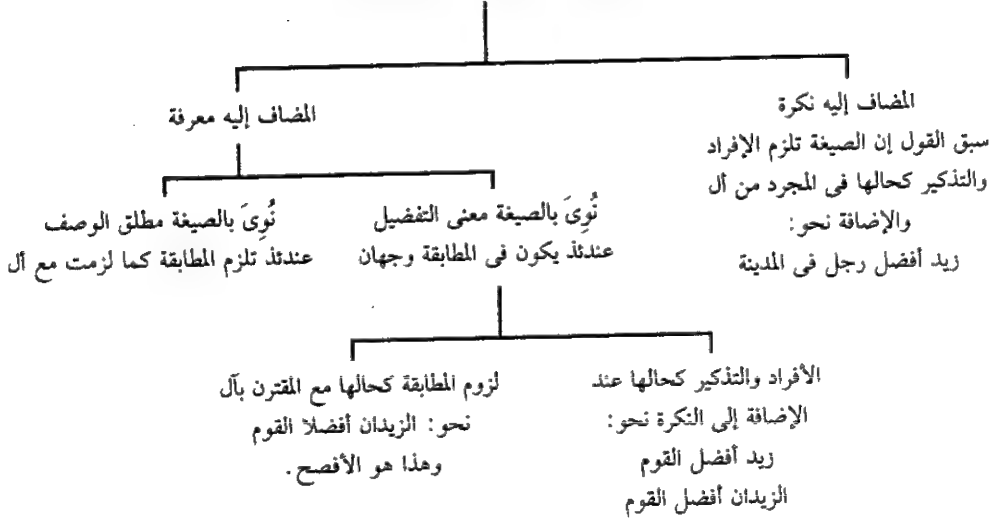 المضاف إليه نكرة
سبق القول إن الصيغة تلزم الإفراد
والتذكير كحالها فى المجرد من أل
والإضافة نحو:
زيد أفضل رجل فى المدينة
المضاف إليه معرفة
نُوِىَ بالصيغة معنى التفضيل
عندئذ يكون فى المطابقة وجهان
نُوِىَ بالصيغة مطلق الوصف
عندئذ تلزم المطابقة كما لزمت مع أل
الأفراد والتذكير كحالها عند
الإضافة إلى النكرة نحو:
زيد أفضل القوم
الزيدان أفضل القوم
لزوم المطابقة كحالها مع المقترن بآل
نحو: الزيدان أفضلا القوم
وهذا هو الأفصح.